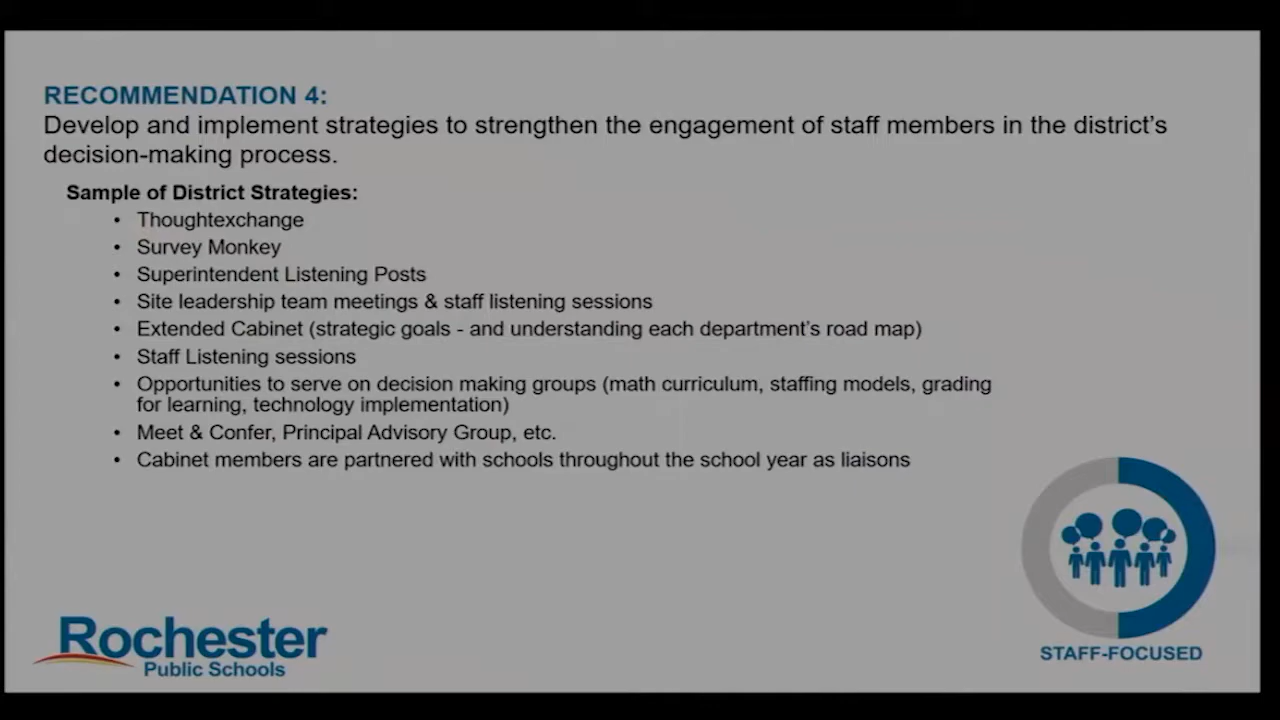 RECOMMENDATION 4:
Develop and implement strategies to strengthen the engagement of staff members in the district's
decision-making process.
Sample of District Strategies:
• Thoughtexchange
• Survey Monkey
• Superintendent Listening Posts
• Site leadership team meetings & staff listening sessions
• Extended Cabinet (strategic goals - and understanding each department's road map)
• Staff Listening sessions
• Opportunities to serve on decision making groups (math curriculum, staffing models, grading
for learning, technology implementation)
• Meet & Confer, Principal Advisory Group, etc.
• Cabinet members are partnered with schools throughout the school year as liaisons
Rochester
Public Schools
STAFF-FOCUSED